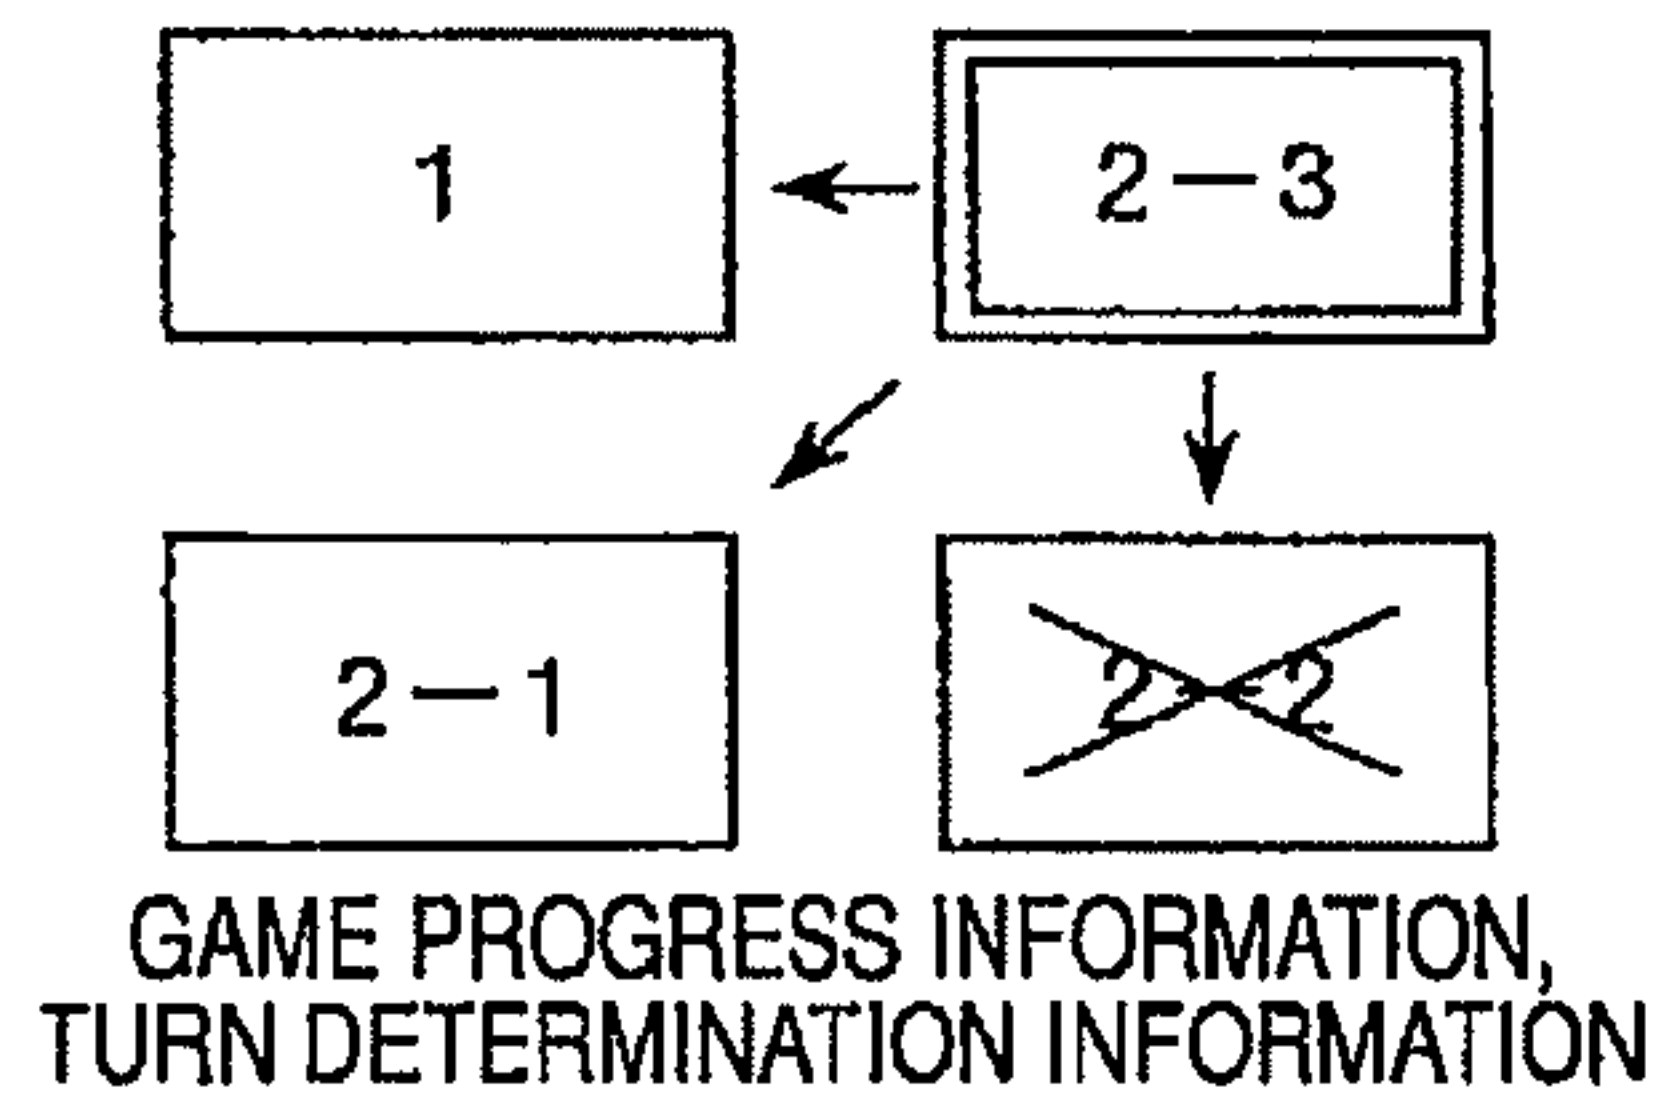 1
2-3
2-1
2-2
GAME PROGRESS INFORMATION,
TURN DETERMINATION INFORMATION